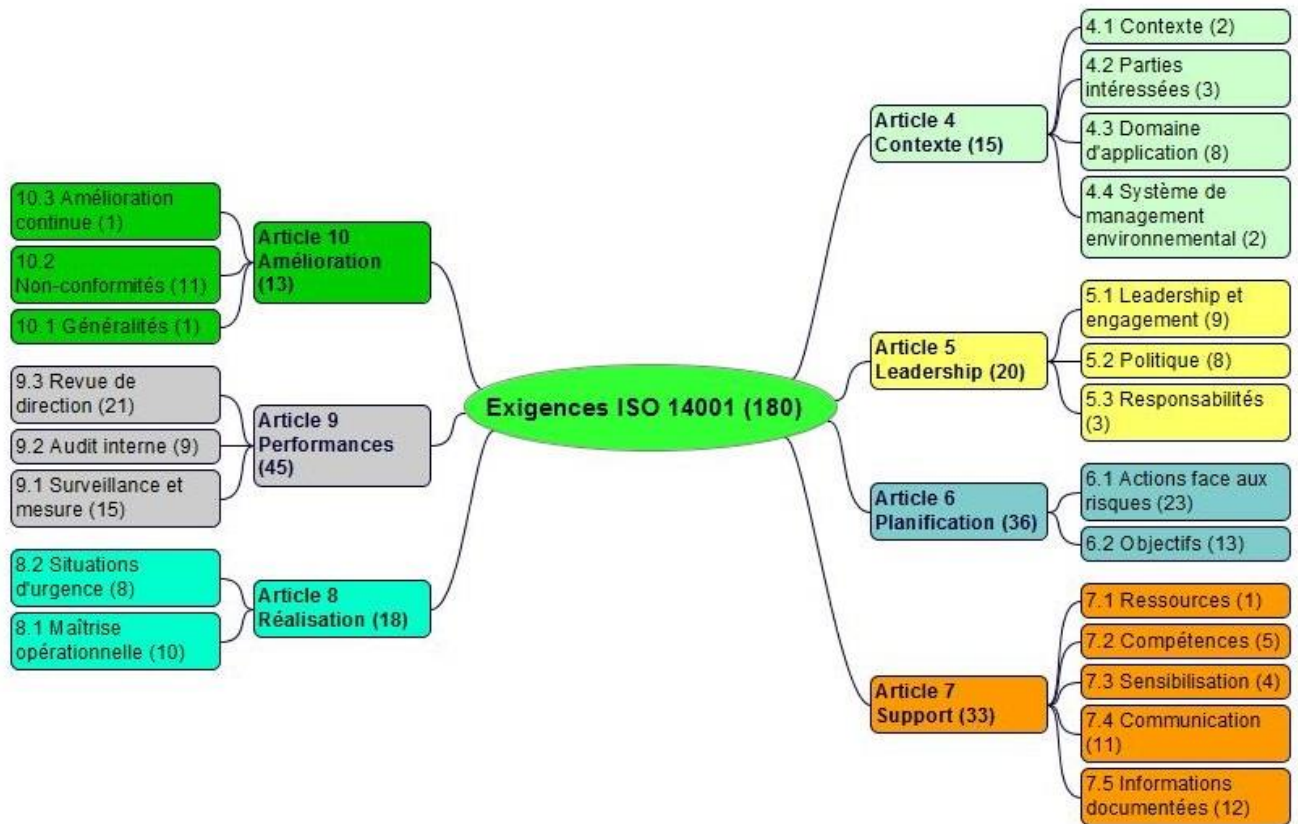 Exigences ISO 14001 (180)
Article 4
Contexte (15)
4.1 Contexte (2)
4.2 Parties
intéressées (3)
4.3 Domaine
d'application (8)
4.4 Système de
management
environnemental (2)
Article 5
Leadership (20)
5.1 Leadership et
engagement (9)
5.2 Politique (8)
5.3 Responsabilités
(3)
Article 6
Planification (36)
6.1 Actions face aux
risques (23)
6.2 Objectifs (13)
Article 7
Support (33)
7.1 Ressources (1)
7.2 Compétences (5)
7.3 Sensibilisation (4)
7.4 Communication
(11)
7.5 Informations
documentées (12)
Article 8
Réalisation (18)
8.2 Situations
d'urgence (8)
8.1 Maîtrise
opérationnelle (10)
Article 9
Performances
(45)
9.3 Revue de
direction (21)
9.2 Audit interne (9)
9.1 Surveillance et
mesure (15)
Article 10
Amélioration
(13)
10.3 Amélioration
continue (1)
10.2
Non-conformités (11)
10.1 Généralités (1)